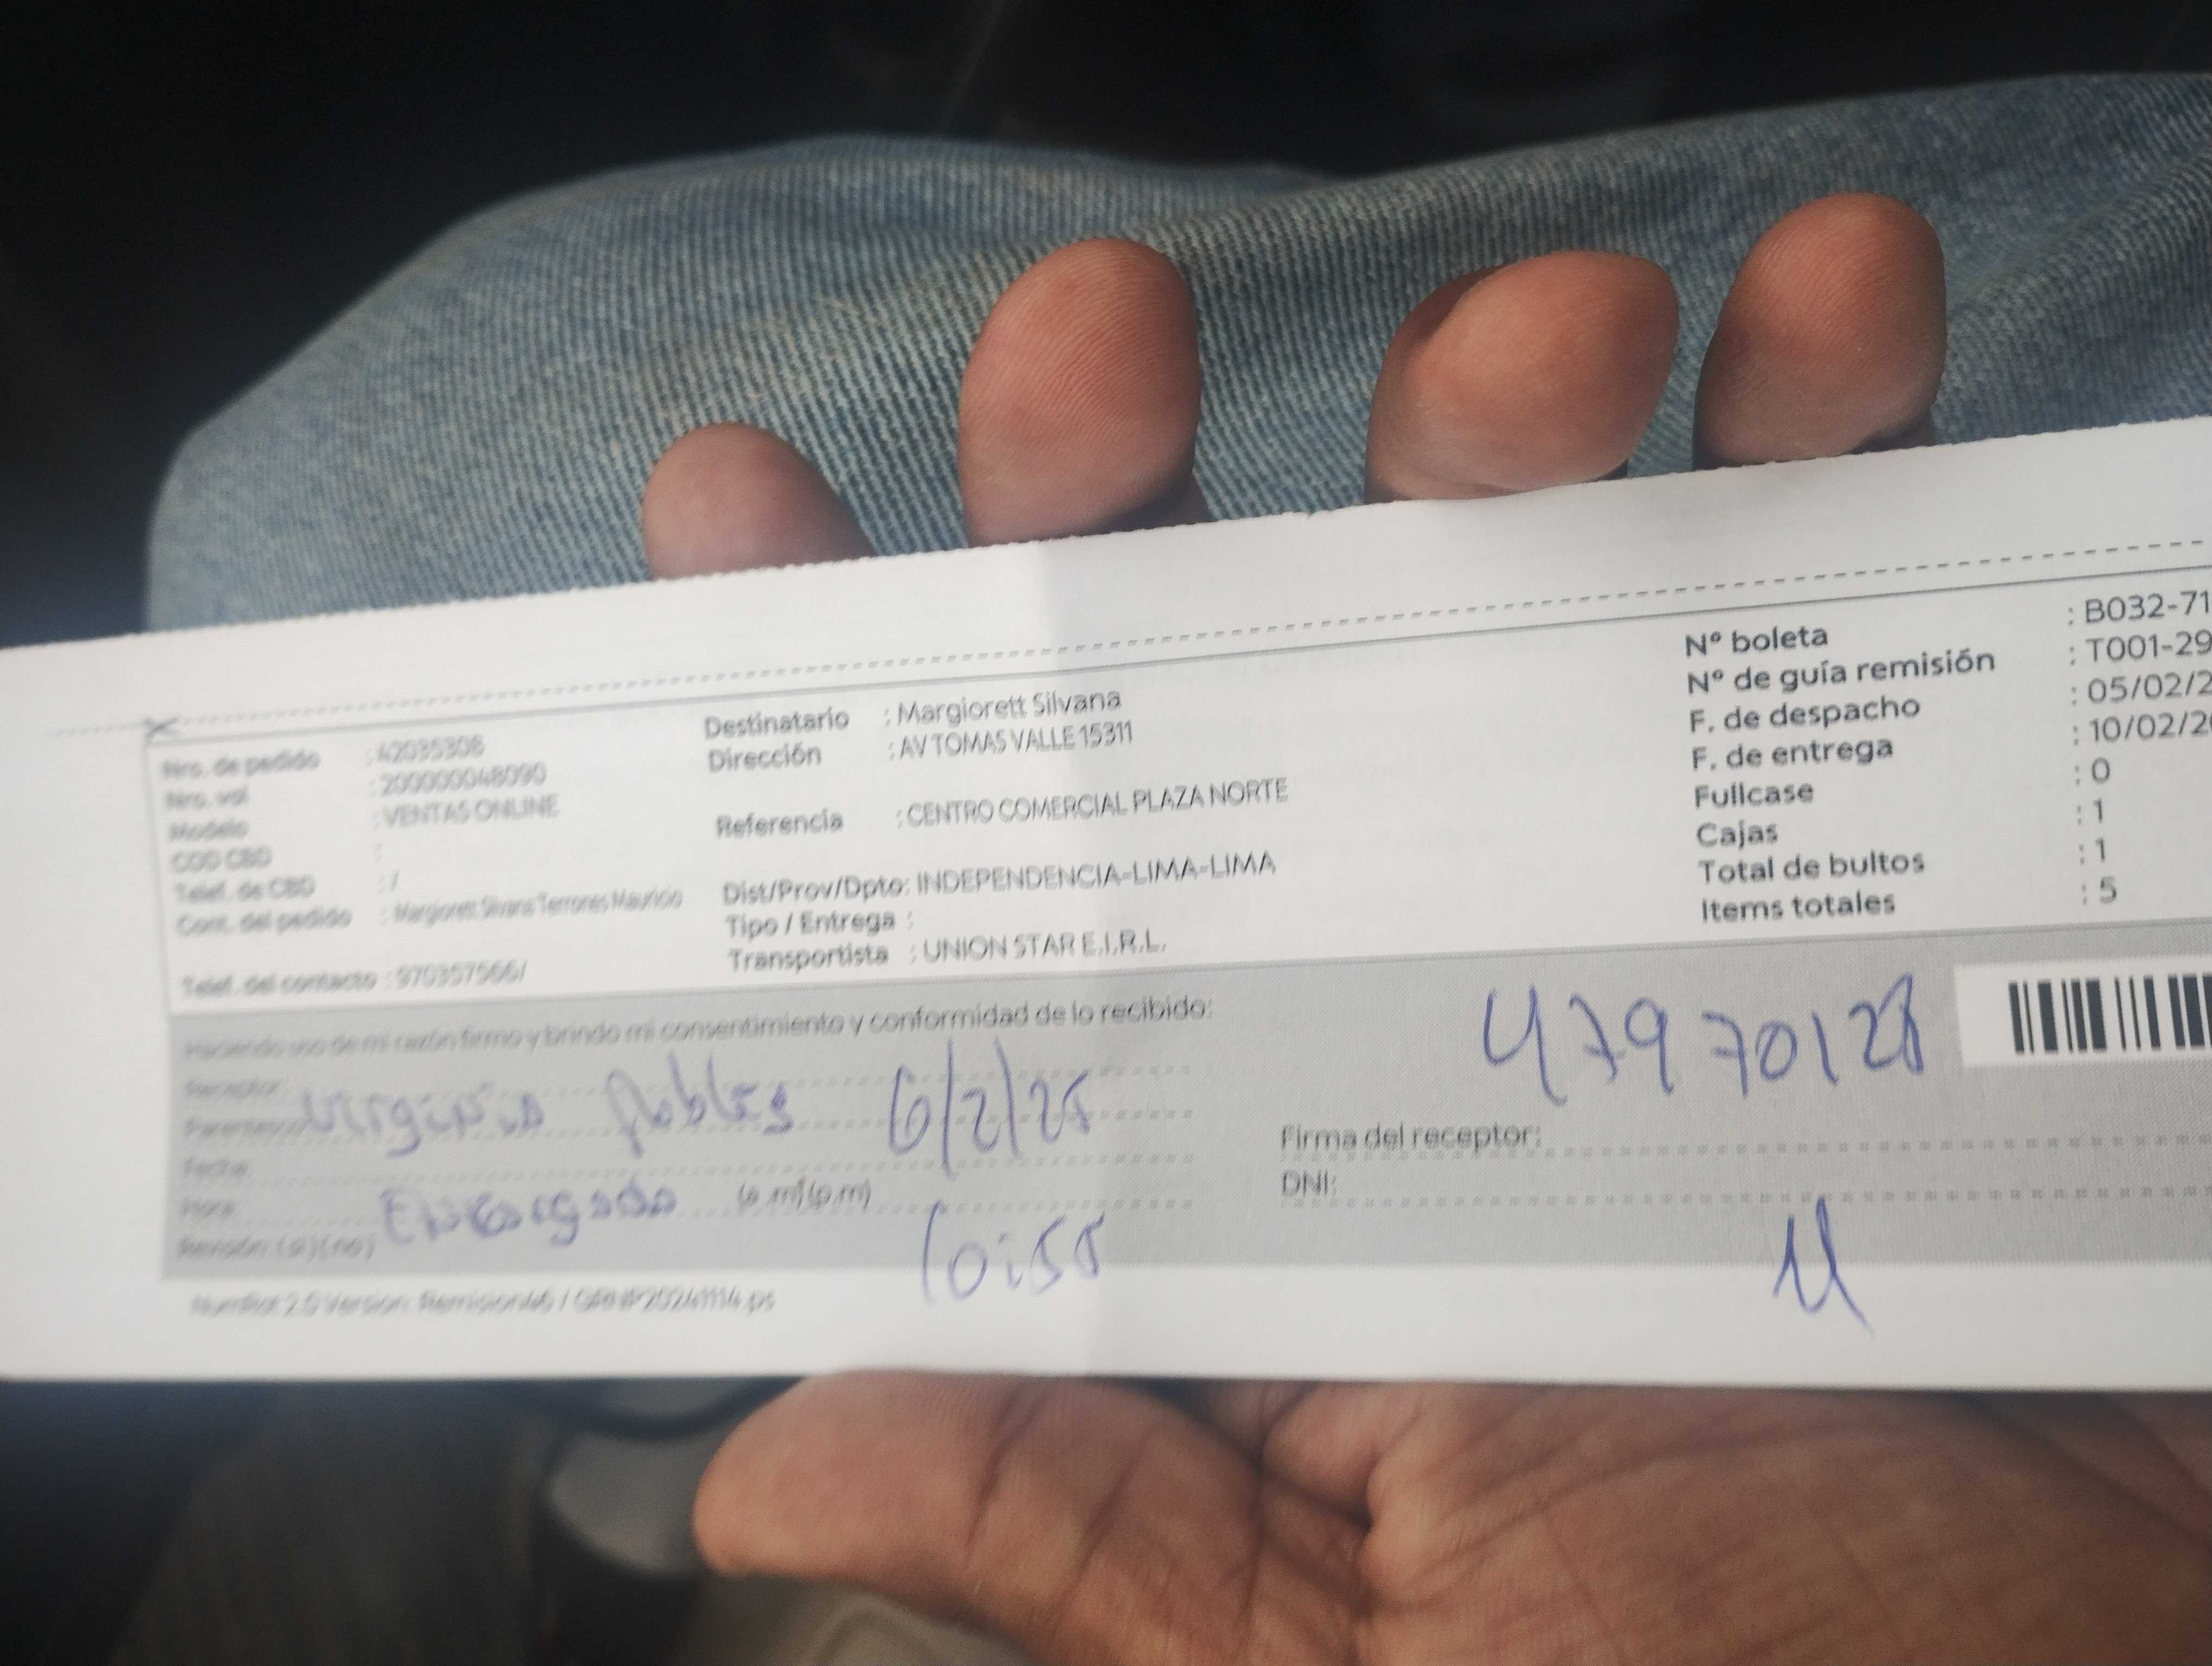 Nº boleta : B032-71
Nº de guía remisión : T001-29
F. de despacho : 05/02/2
F. de entrega : 10/02/20
Fullcase : 0
Cajas : 1
Total de bultos : 1
Items totales : 5
Destinatario : Margiorett Silvana
Dirección : AV TOMAS VALLE 15311
Referencia : CENTRO COMERCIAL PLAZA NORTE
Dist/Prov/Dpto: INDEPENDENCIA-LIMA-LIMA
Tipo / Entrega :
Transportista : UNION STAR E.I.R.L.
Nro. de pedido : 42035308
Nro. vol : 200000048090
Modelo : VENTAS ONLINE
COD CBD :
Telef. de CBD : /
Cont. del pedido : Margiorett Silvana Terrones Mauricio
Telef. del contacto : 970357566/
Haciendo uso de mi razón firmo y brindo mi consentimiento y conformidad de lo recibido:
Receptor:
Parentesco: Virginia Robles 6/2/25
Fecha:
Hora: (a.m)(p.m)
Revisión: (si)(no) Encargada 10:55
47970128
Firma del receptor:
DNI: